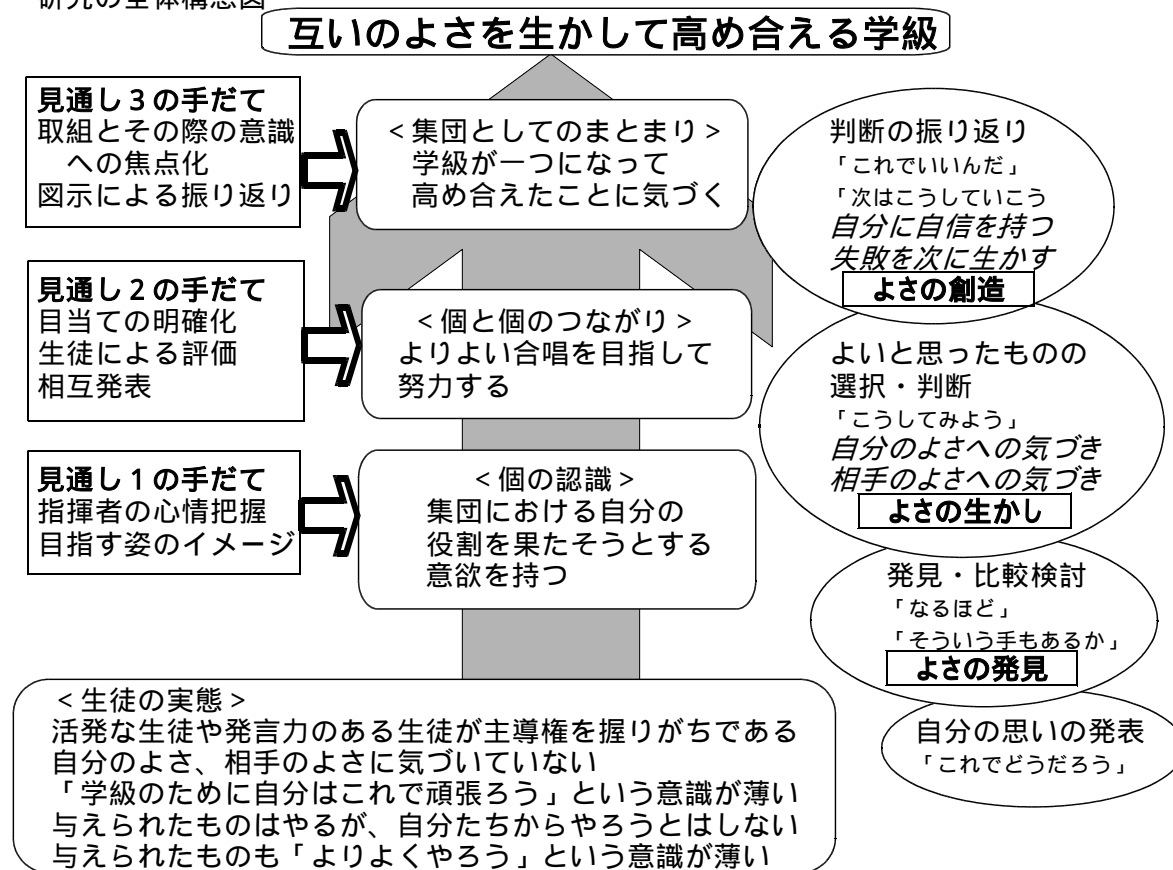 研究の全体構想図
互いのよさを生かして高め合える学級
見通し3の手だて
取組とその際の意識
への焦点化
図示による振り返り
<集団としてのまとまり>
学級が一つになって
高め合えたことに気づく
判断の振り返り
「これでいいんだ」
「次はこうしていこう
自分に自信を持つ
失敗を次に生かす
よさの創造
見通し2の手だて
目当ての明確化
生徒による評価
相互発表
<個と個のつながり>
よりよい合唱を目指して
努力する
よいと思ったものの
選択・判断
「こうしてみよう」
自分のよさへの気づき
相手のよさへの気づき
よさの生かし
見通し1の手だて
指揮者の心情把握
目指す姿のイメージ
<個の認識>
集団における自分の
役割を果たそうとする
意欲を持つ
発見・比較検討
「なるほど」
「そういう手もあるか」
よさの発見
<生徒の実態>
活発な生徒や発言力のある生徒が主導権を握りがちである
自分のよさ、相手のよさに気づいていない
「学級のために自分はこれで頑張ろう」という意識が薄い
与えられたものはやるが、自分たちからやろうとはしない
与えられたものも「よりよくやろう」という意識が薄い
自分の思いの発表
「これでどうだろう」